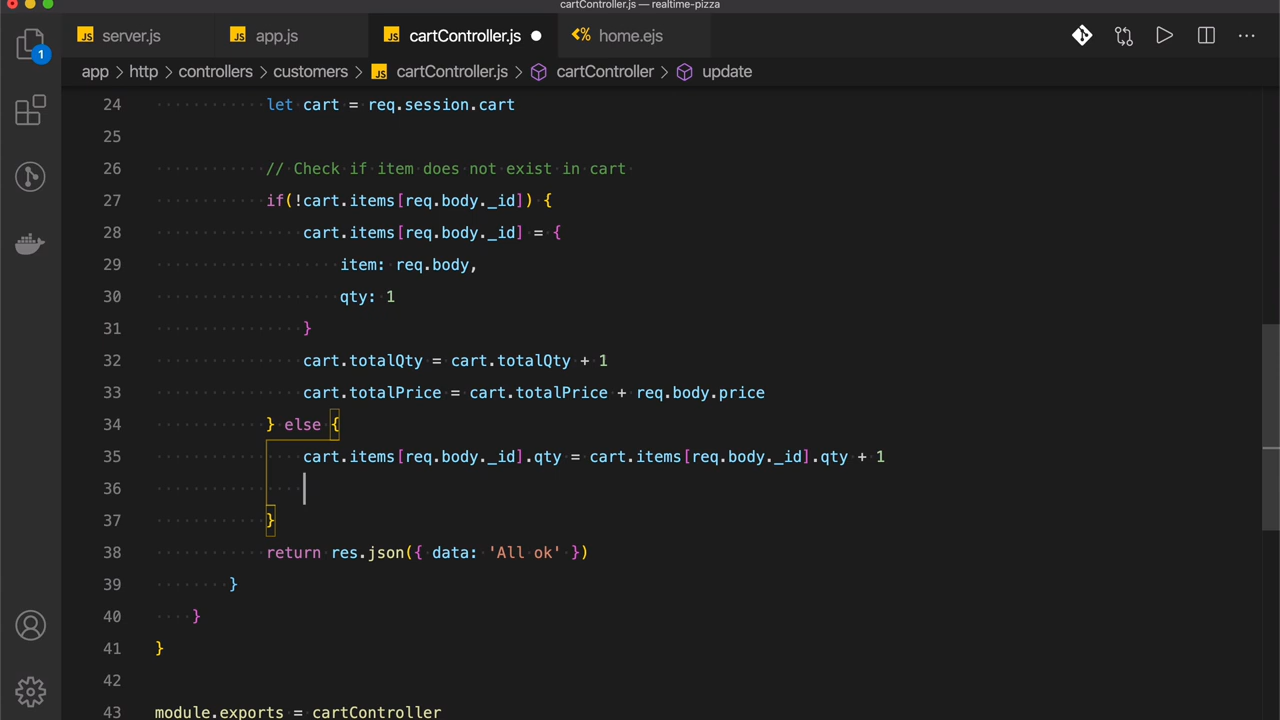 cartController.js — realtime-pizza
JS server.js JS app.js JS cartController.js <% home.ejs
1
app > http > controllers > customers > JS cartController.js > cartController > update
24 let cart = req.session.cart
25
26 // Check if item does not exist in cart
27 if(!cart.items[req.body._id]) {
28 cart.items[req.body._id] = {
29 item: req.body,
30 qty: 1
31 }
32 cart.totalQty = cart.totalQty + 1
33 cart.totalPrice = cart.totalPrice + req.body.price
34 } else {
35 cart.items[req.body._id].qty = cart.items[req.body._id].qty + 1
36
37 }
38 return res.json({ data: 'All ok' })
39 }
40 }
41 }
42
43 module.exports = cartController